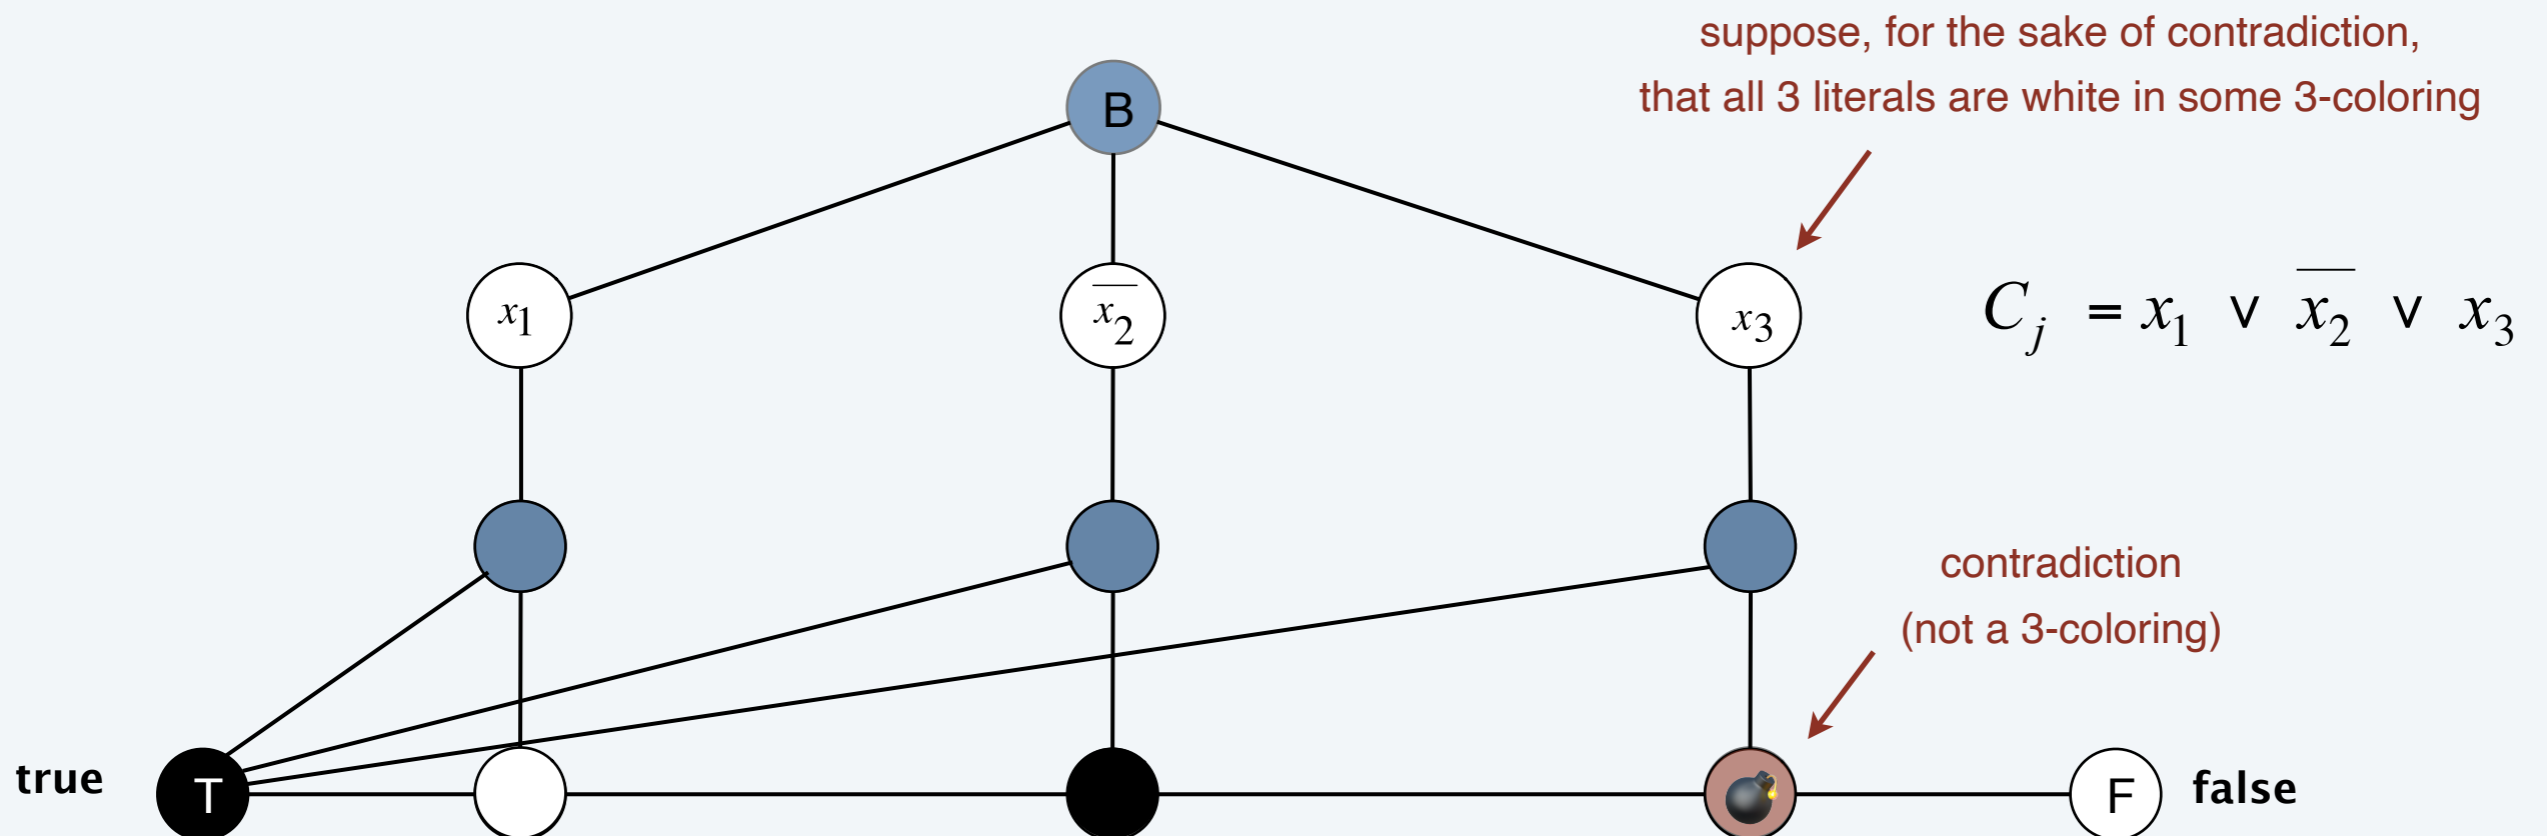 suppose, for the sake of contradiction,
that all 3 literals are white in some 3-coloring
B
x₁
x̅₂
x₃
Cⱼ = x₁ ∨ x̅₂ ∨ x₃
contradiction
(not a 3-coloring)
true
T
F
false